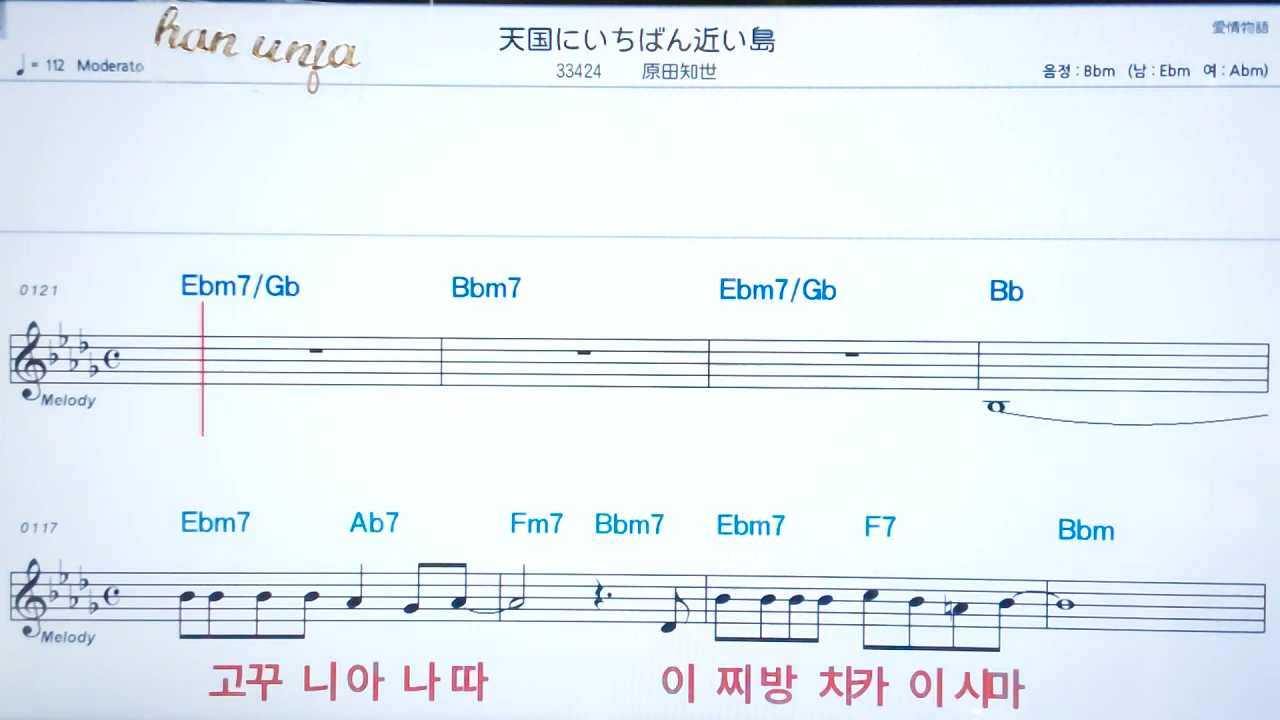 han unja
天国にいちばん近い島
愛情物語
♩= 112 Moderato
33424 原田知世
음정 : Bbm (남 : Ebm 여 : Abm)
0121 Ebm7/Gb Bbm7 Ebm7/Gb Bb
Melody
0117 Ebm7 Ab7 Fm7 Bbm7 Ebm7 F7 Bbm
Melody
고꾸 니아 나따 이 찌방 치카 이 시마